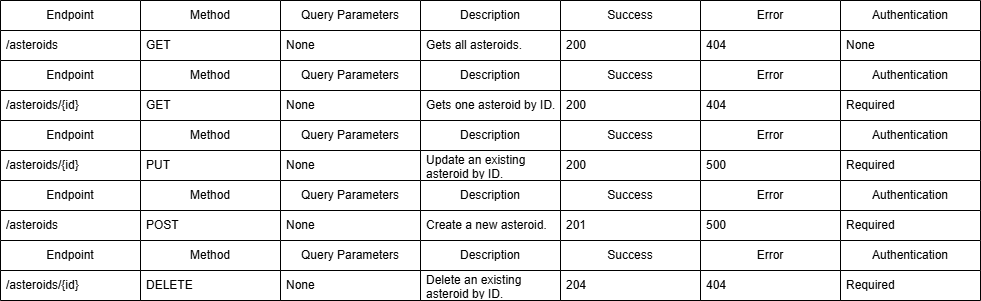 Endpoint Method Query Parameters Description Success Error Authentication
/asteroids GET None Gets all asteroids. 200 404 None
Endpoint Method Query Parameters Description Success Error Authentication
/asteroids/{id} GET None Gets one asteroid by ID. 200 404 Required
Endpoint Method Query Parameters Description Success Error Authentication
/asteroids/{id} PUT None Update an existing
asteroid by ID. 200 500 Required
Endpoint Method Query Parameters Description Success Error Authentication
/asteroids POST None Create a new asteroid. 201 500 Required
Endpoint Method Query Parameters Description Success Error Authentication
/asteroids/{id} DELETE None Delete an existing
asteroid by ID. 204 404 Required